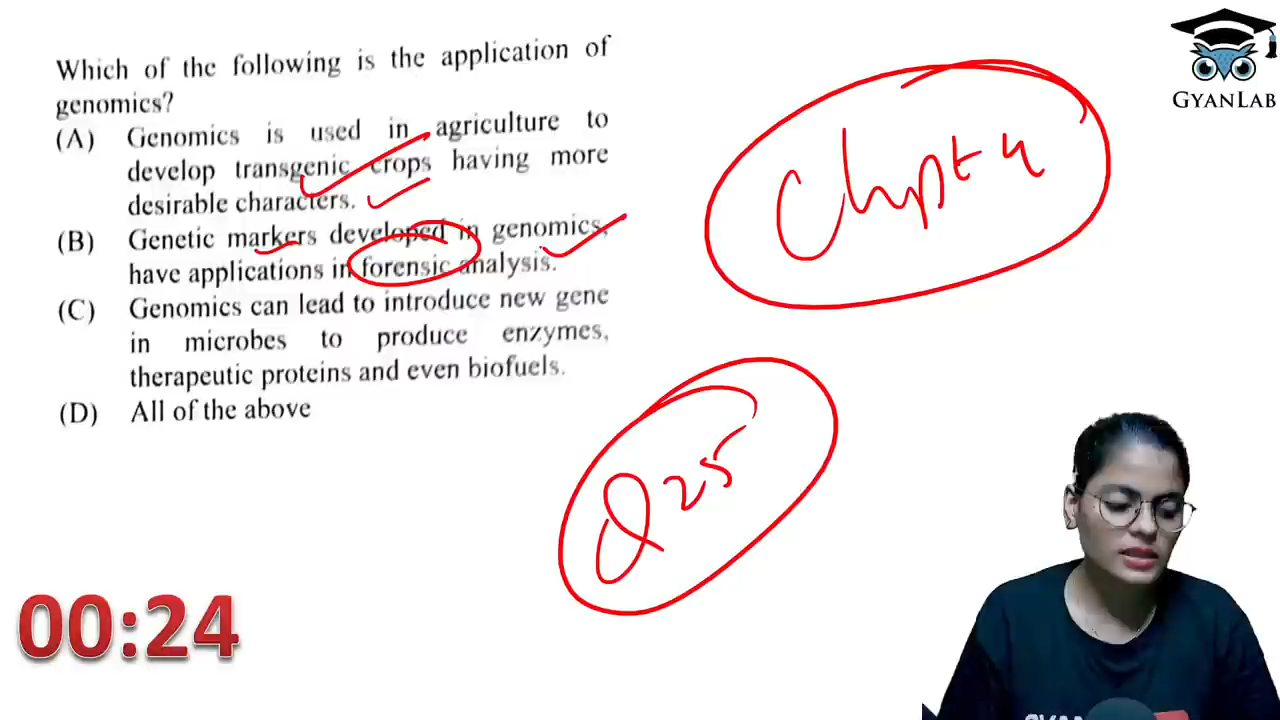 Which of the following is the application of
genomics?
(A) Genomics is used in agriculture to
develop transgenic crops having more
desirable characters.
(B) Genetic markers developed in genomics,
have applications in forensic analysis.
(C) Genomics can lead to introduce new gene
in microbes to produce enzymes,
therapeutic proteins and even biofuels.
(D) All of the above
GYANLAB
Chpt 4
Q 25
00:24